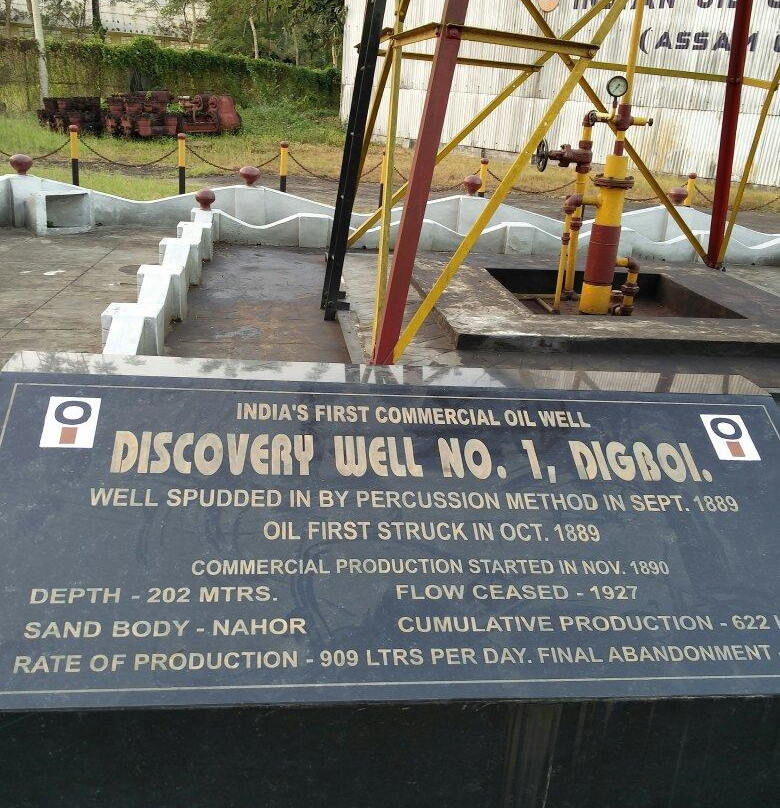 INDIAN OIL
(ASSAM
INDIA'S FIRST COMMERCIAL OIL WELL
DISCOVERY WELL NO. 1, DIGBOI.
WELL SPUDDED IN BY PERCUSSION METHOD IN SEPT. 1889
OIL FIRST STRUCK IN OCT. 1889
COMMERCIAL PRODUCTION STARTED IN NOV. 1890
DEPTH - 202 MTRS. FLOW CEASED - 1927
SAND BODY - NAHOR CUMULATIVE PRODUCTION - 622
RATE OF PRODUCTION - 909 LTRS PER DAY. FINAL ABANDONMENT -